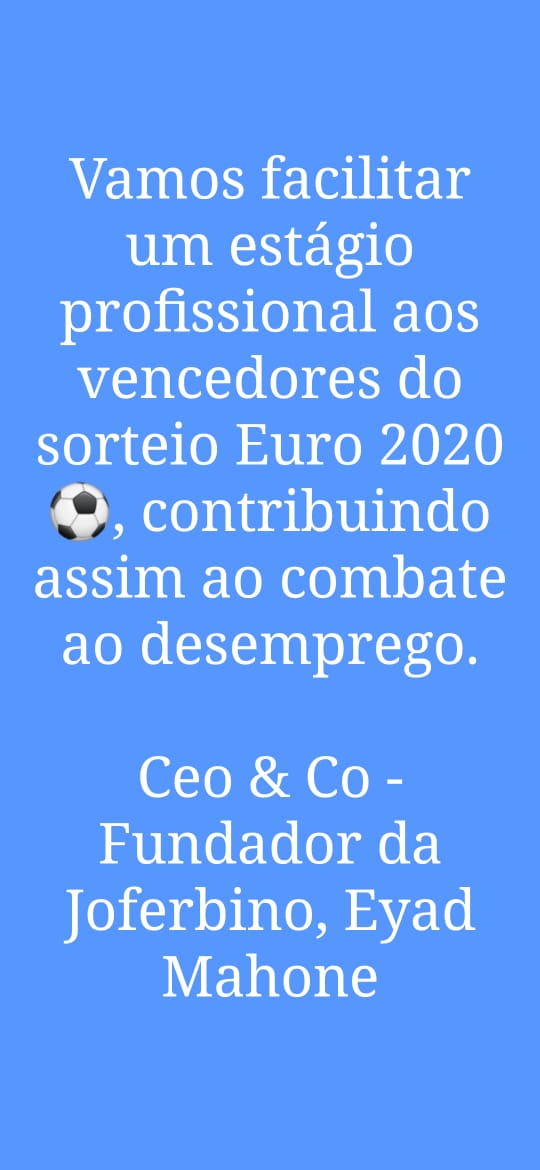 Vamos facilitar
um estágio
profissional aos
vencedores do
sorteio Euro 2020
⚽, contribuindo
assim ao combate
ao desemprego.
Ceo & Co -
Fundador da
Joferbino, Eyad
Mahone